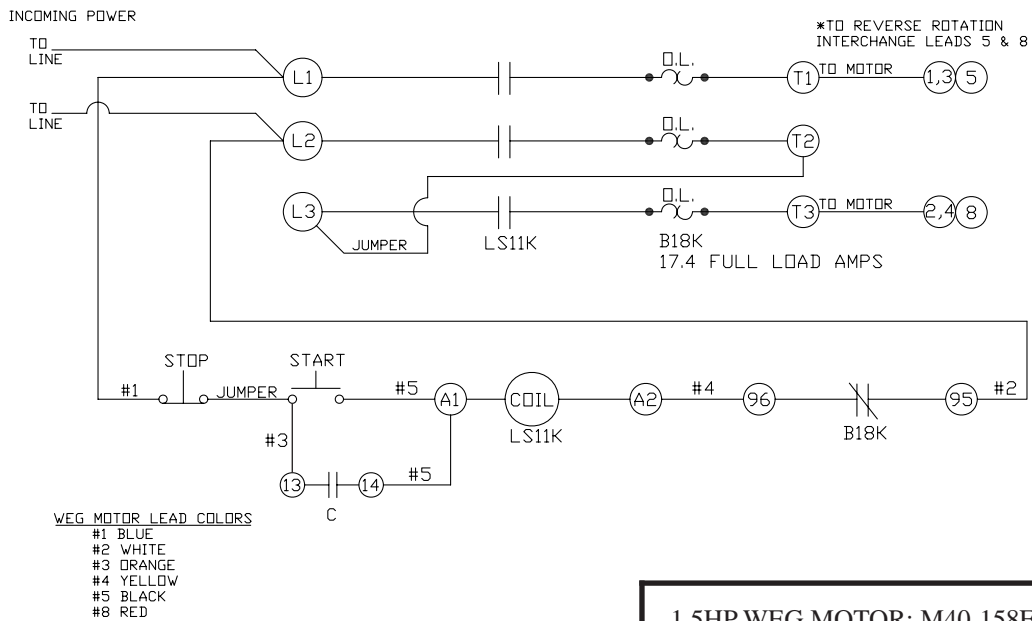 INCOMING POWER
*TO REVERSE ROTATION
INTERCHANGE LEADS 5 & 8
TO
LINE
L1
O.L.
T1
TO MOTOR
1,3
5
TO
LINE
L2
O.L.
T2
L3
JUMPER
LS11K
O.L.
B18K
17.4 FULL LOAD AMPS
T3
TO MOTOR
2,4
8
STOP
START
#1
JUMPER
#5
A1
COIL
LS11K
A2
#4
96
B18K
95
#2
#3
13
C
14
#5
WEG MOTOR LEAD COLORS
#1 BLUE
#2 WHITE
#3 ORANGE
#4 YELLOW
#5 BLACK
#8 RED